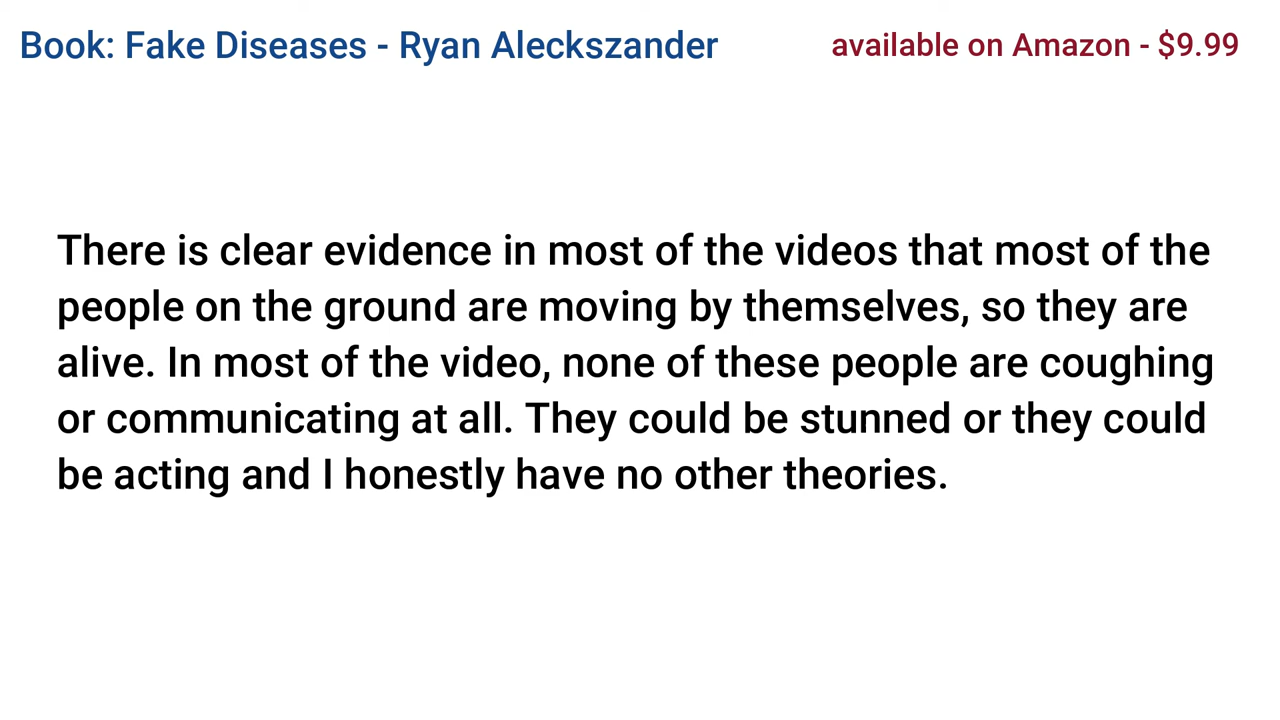 Book: Fake Diseases - Ryan Aleckszander
available on Amazon - $9.99
There is clear evidence in most of the videos that most of the
people on the ground are moving by themselves, so they are
alive. In most of the video, none of these people are coughing
or communicating at all. They could be stunned or they could
be acting and I honestly have no other theories.